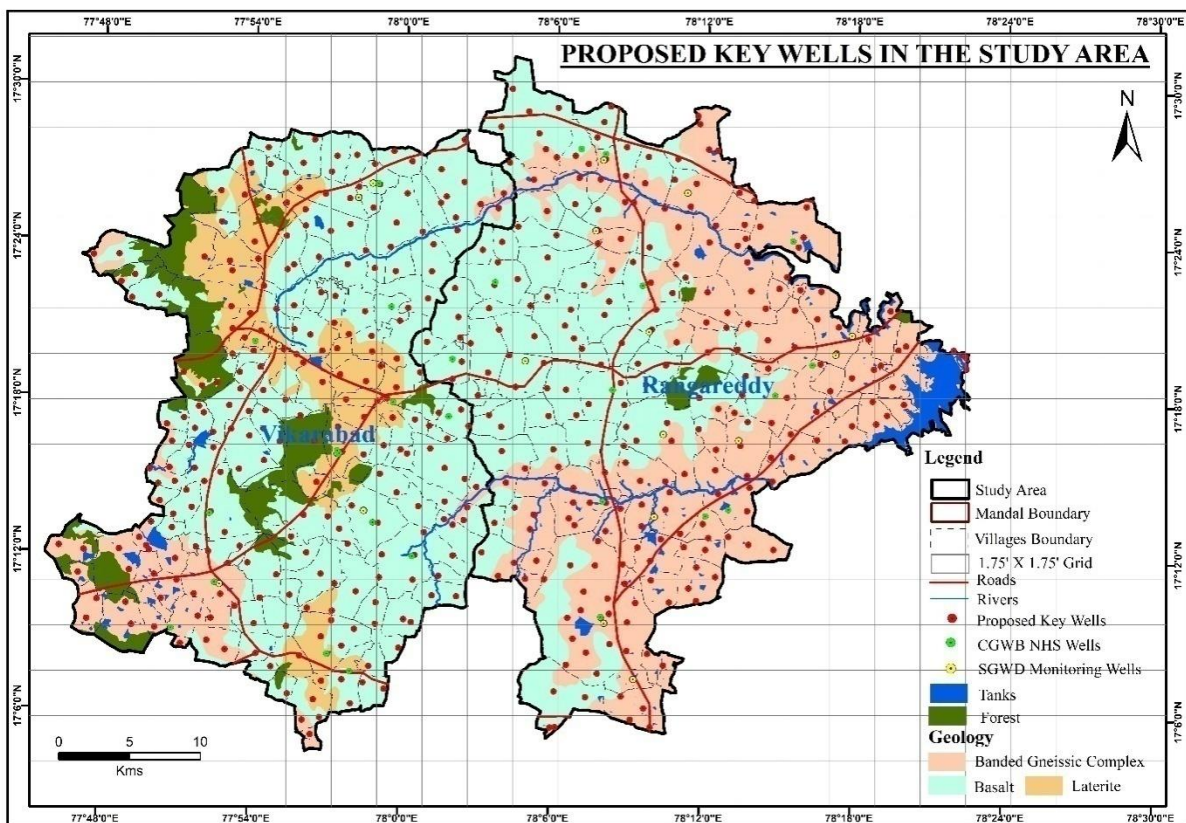 77°48'0"E 77°54'0"E 78°0'0"E 78°6'0"E 78°12'0"E 78°18'0"E 78°24'0"E 78°30'0"E
PROPOSED KEY WELLS IN THE STUDY AREA
17°30'0"N 17°30'0"N
N
17°24'0"N 17°24'0"N
17°18'0"N 17°18'0"N
Rangareddy
Vikarabad
Legend
Study Area
Mandal Boundary
Villages Boundary
1.75' X 1.75' Grid
Roads
Rivers
Proposed Key Wells
CGWB NHS Wells
SGWD Monitoring Wells
Tanks
Forest
Geology
Banded Gneissic Complex
Basalt Laterite
17°12'0"N 17°12'0"N
17°6'0"N 17°6'0"N
0 5 10
Kms
77°48'0"E 77°54'0"E 78°0'0"E 78°6'0"E 78°12'0"E 78°18'0"E 78°24'0"E 78°30'0"E